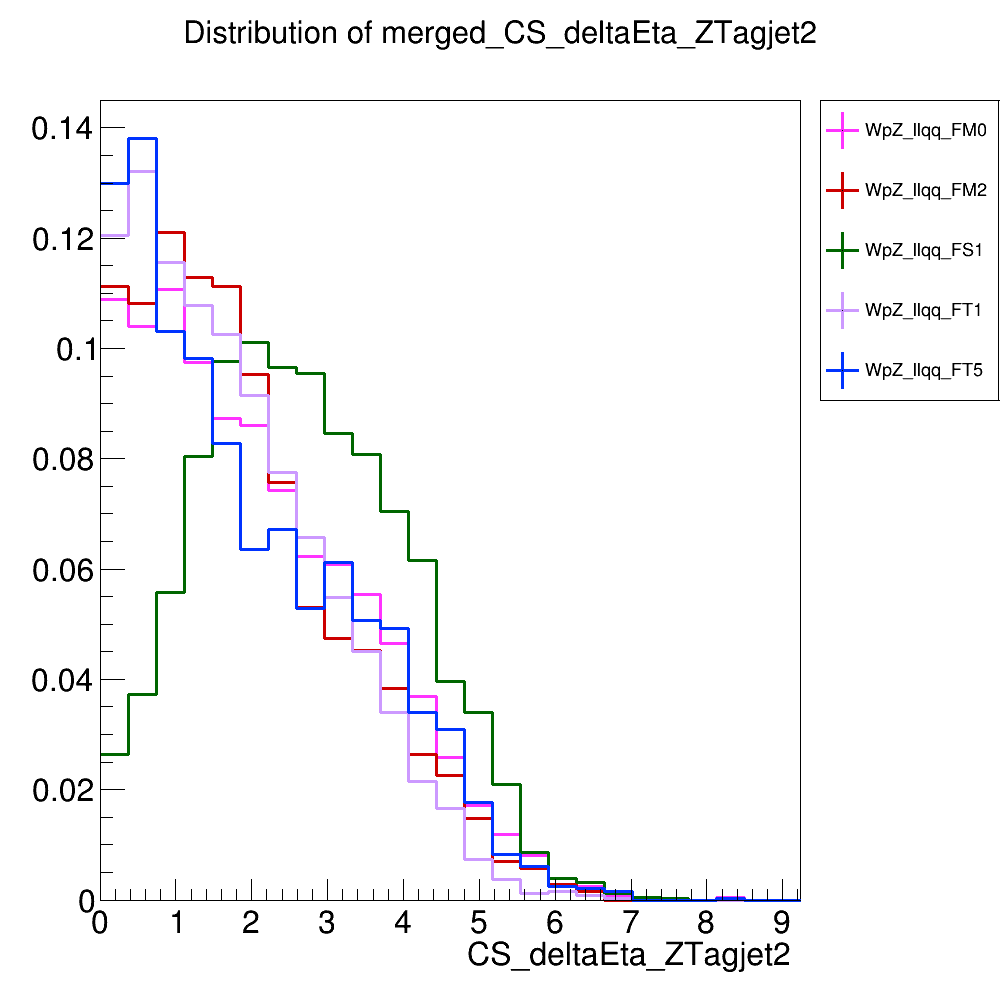 Distribution of merged_CS_deltaEta_ZTagjet2
0.14
0.12
0.1
0.08
0.06
0.04
0.02
0
0 1 2 3 4 5 6 7 8 9
CS_deltaEta_ZTagjet2
WpZ_llqq_FM0
WpZ_llqq_FM2
WpZ_llqq_FS1
WpZ_llqq_FT1
WpZ_llqq_FT5